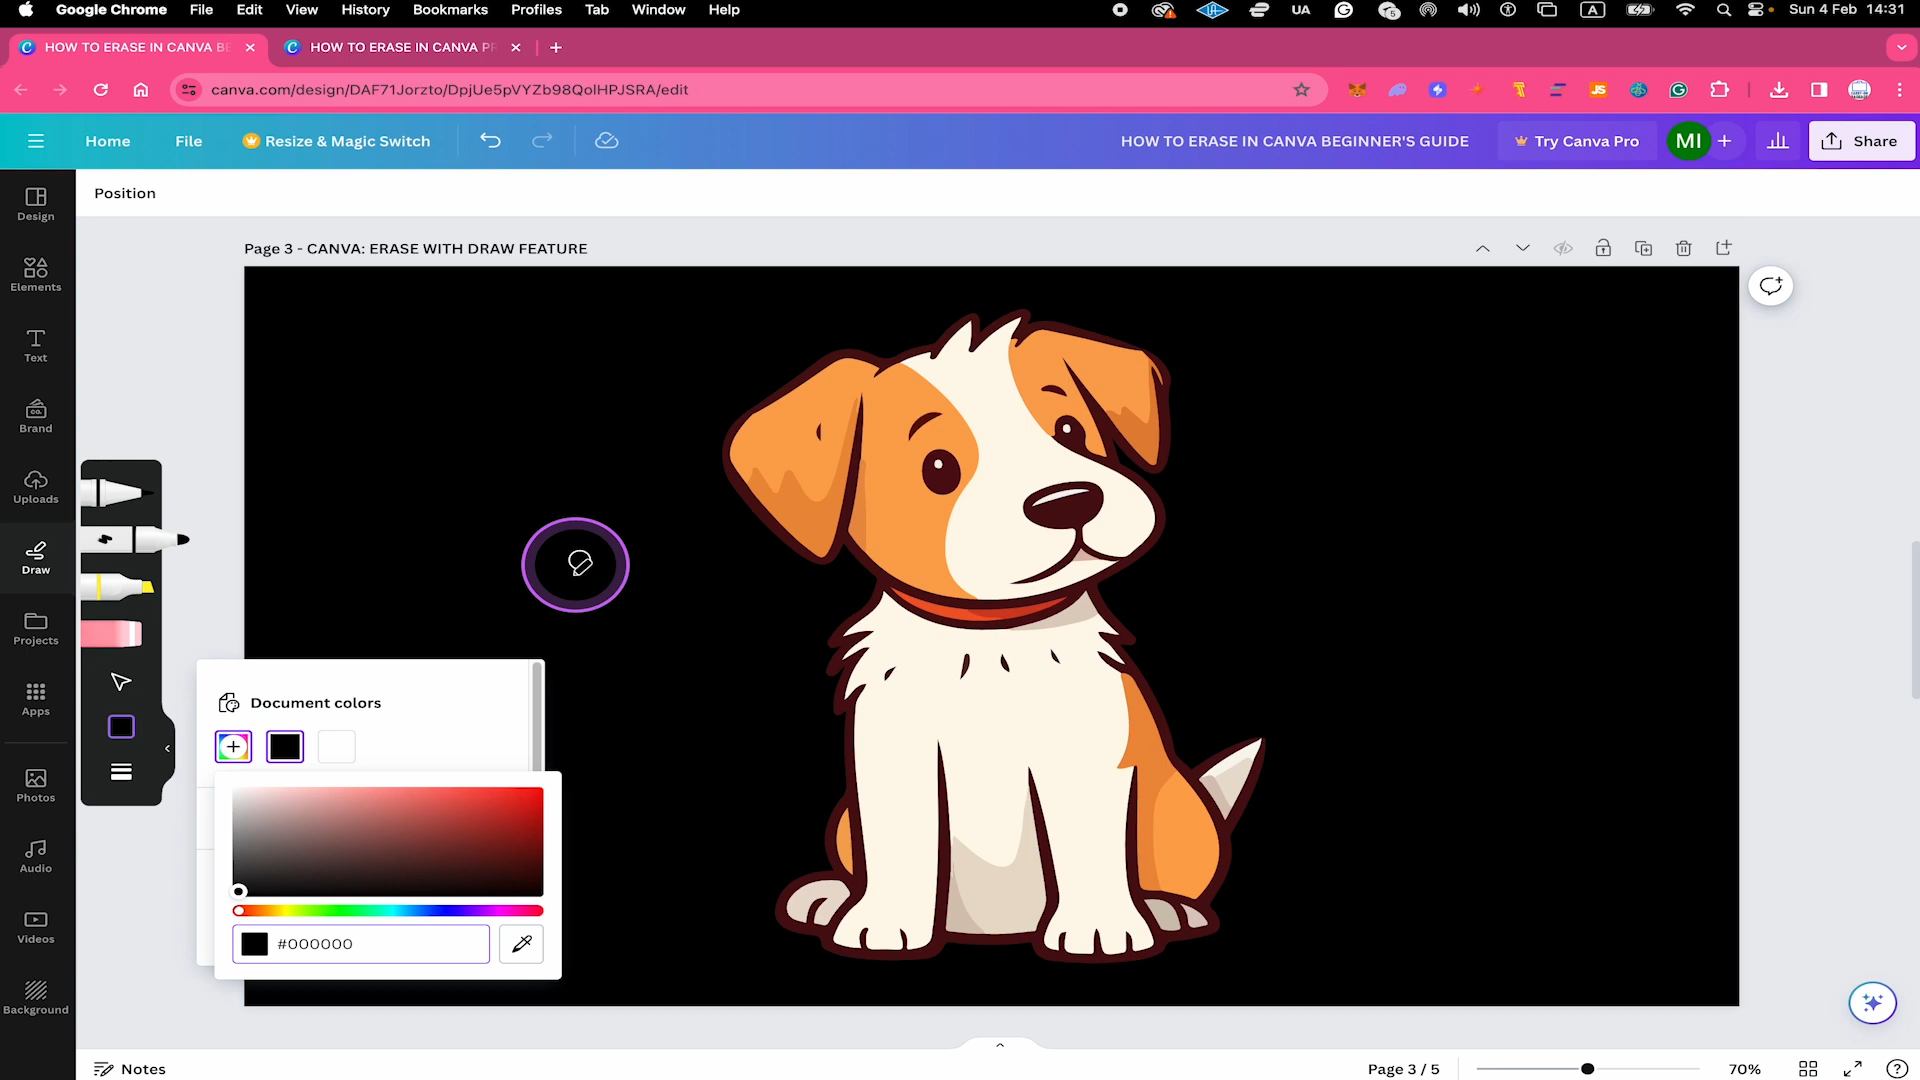 Google Chrome File Edit View History Bookmarks Profiles Tab Window Help
UA
5
A
Sun 4 Feb 14:31
HOW TO ERASE IN CANVA BE
HOW TO ERASE IN CANVA PR
canva.com/design/DAF71Jorzto/DpjUe5pVYZb98QolHPJSRA/edit
JS
Home
File
Resize & Magic Switch
HOW TO ERASE IN CANVA BEGINNER'S GUIDE
Try Canva Pro
MI
Share
Position
Design
Elements
Text
Brand
Uploads
Draw
Projects
Apps
Photos
Audio
Videos
Background
Page 3 - CANVA: ERASE WITH DRAW FEATURE
Document colors
#000000
Notes
Page 3 / 5
70%